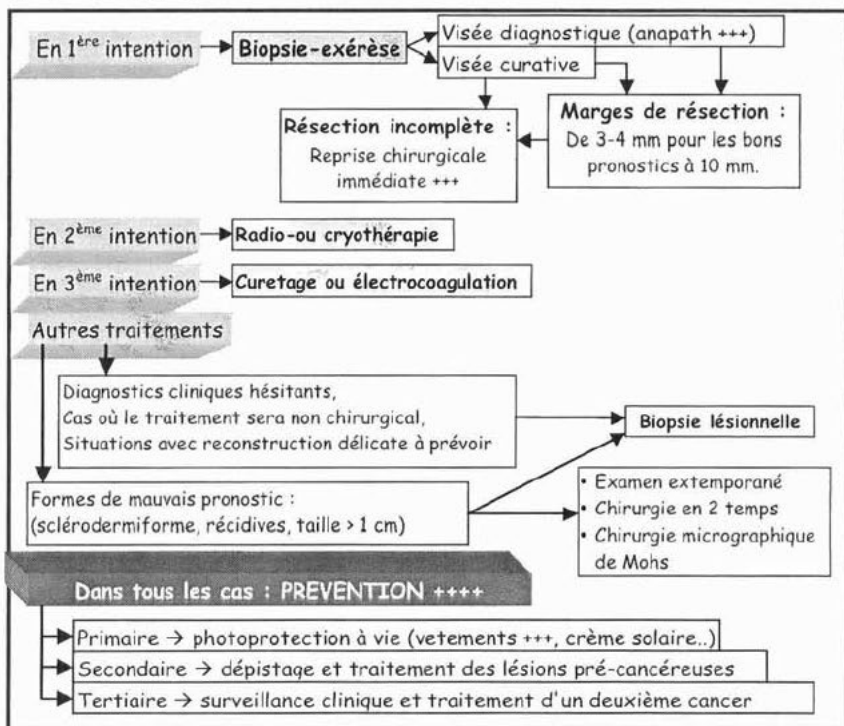 En 1ère intention
Biopsie-exérèse
Visée diagnostique (anapath +++)
Visée curative
Résection incomplète :
Reprise chirurgicale
immédiate +++
Marges de résection :
De 3-4 mm pour les bons
pronostics à 10 mm.
En 2ème intention
Radio-ou cryothérapie
En 3ème intention
Curetage ou électrocoagulation
Autres traitements
Diagnostics cliniques hésitants,
Cas où le traitement sera non chirurgical,
Situations avec reconstruction délicate à prévoir
Biopsie lésionnelle
Formes de mauvais pronostic :
(sclérodermiforme, récidives, taille > 1 cm)
• Examen extemporané
• Chirurgie en 2 temps
• Chirurgie micrographique
de Mohs
Dans tous les cas : PREVENTION ++++
Primaire → photoprotection à vie (vetements +++, crème solaire..)
Secondaire → dépistage et traitement des lésions pré-cancéreuses
Tertiaire → surveillance clinique et traitement d'un deuxième cancer